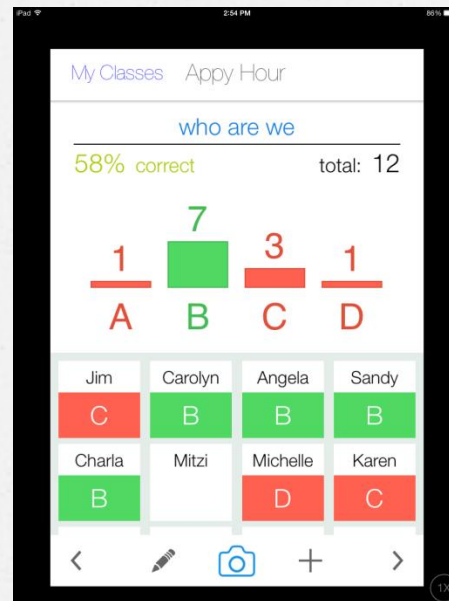 iPad 2:54 PM 86%
My Classes Appy Hour
who are we
58% correct total: 12
7
3
1 1
A B C D
Jim Carolyn Angela Sandy
C B B B
Charla Mitzi Michelle Karen
B D C
1X